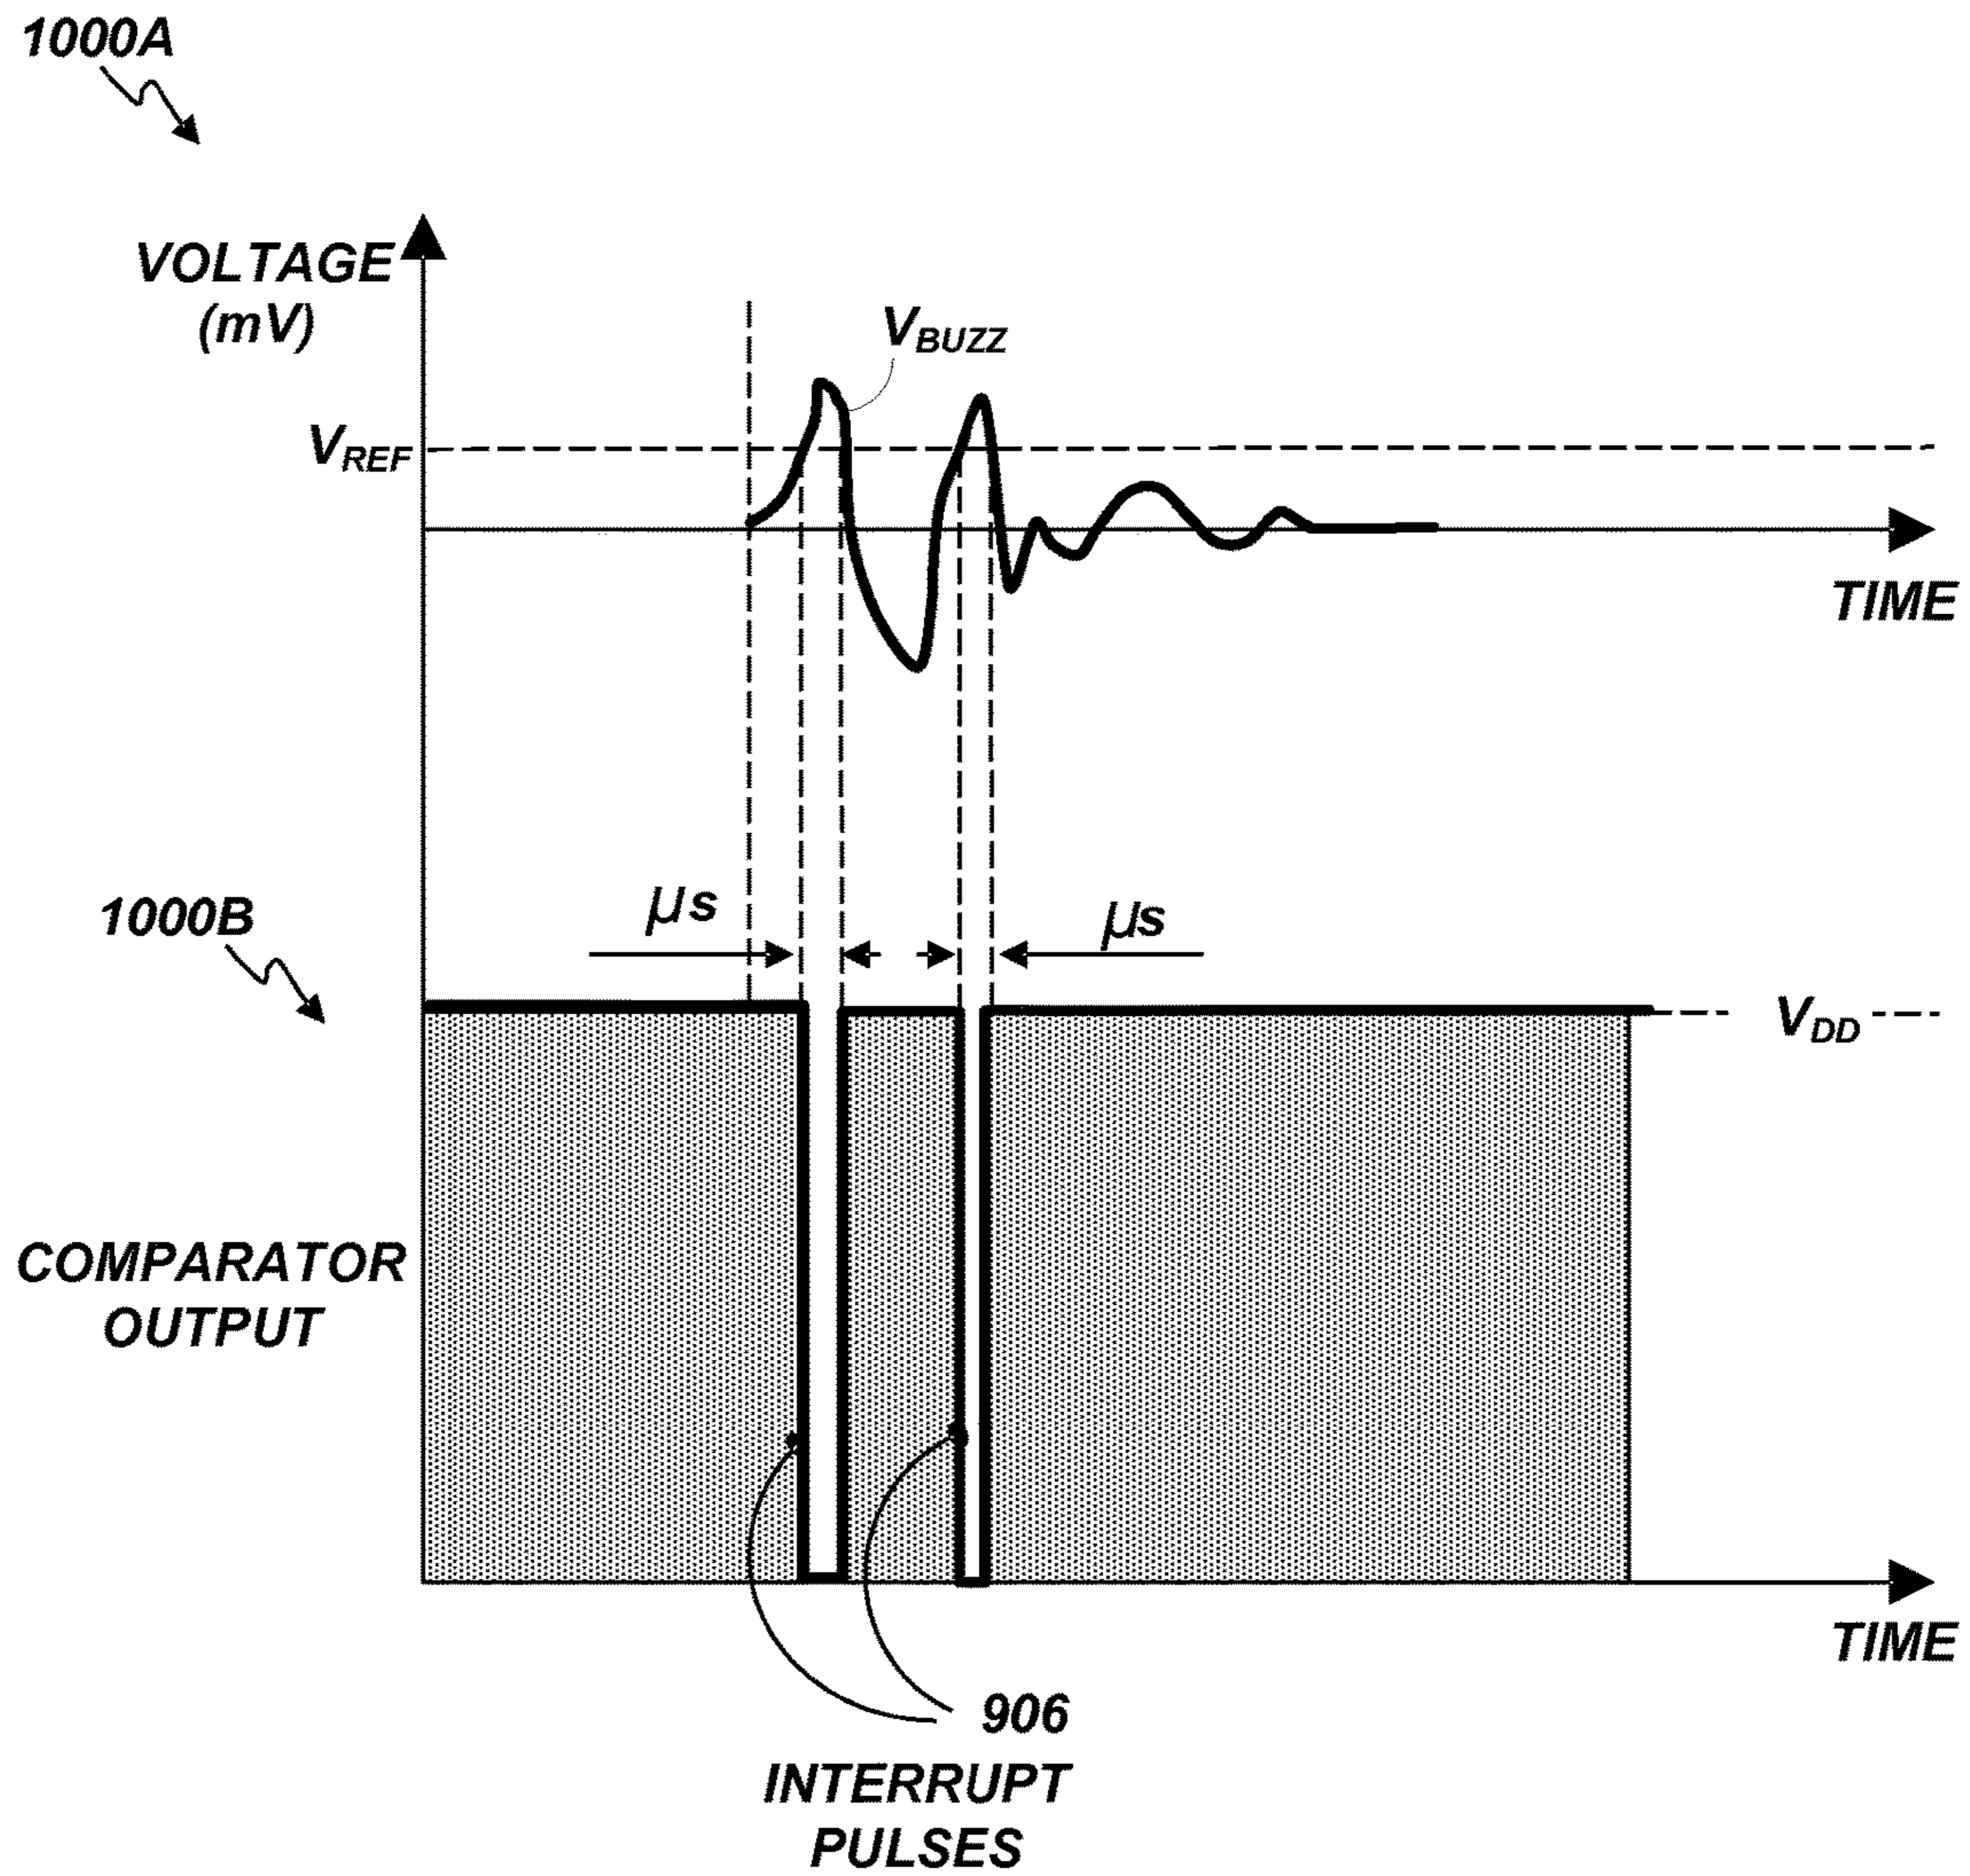 1000A
VOLTAGE
(mV)
VBUZZ
VREF
TIME
μs
μs
1000B
VDD
COMPARATOR
OUTPUT
TIME
906
INTERRUPT
PULSES